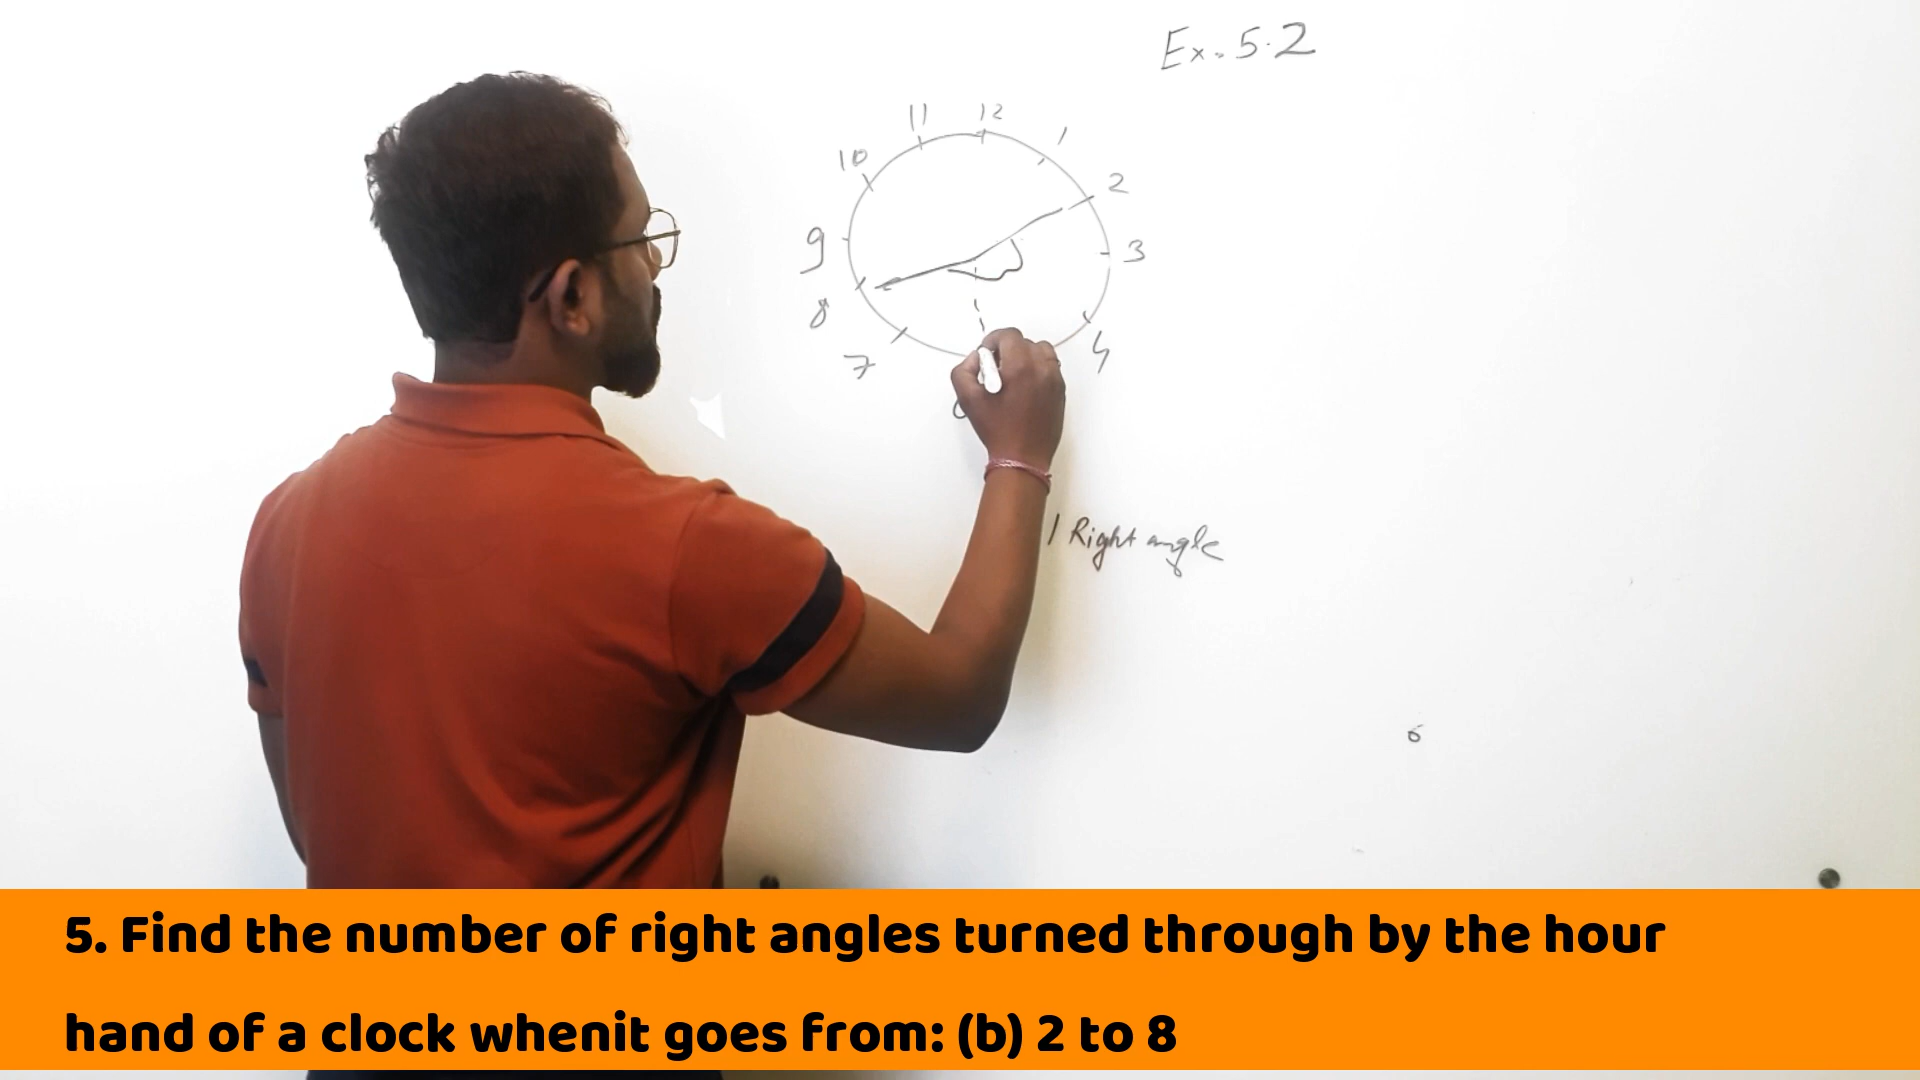 Ex. 5.2
11 12 1
10 2
9 3
8
7 4
1 Right angle
6
5. Find the number of right angles turned through by the hour
hand of a clock whenit goes from: (b) 2 to 8